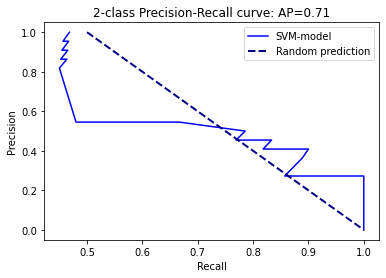 2-class Precision-Recall curve: AP=0.71
SVM-model
Random prediction
Precision
1.0
0.8
0.6
0.4
0.2
0.0
0.5 0.6 0.7 0.8 0.9 1.0
Recall